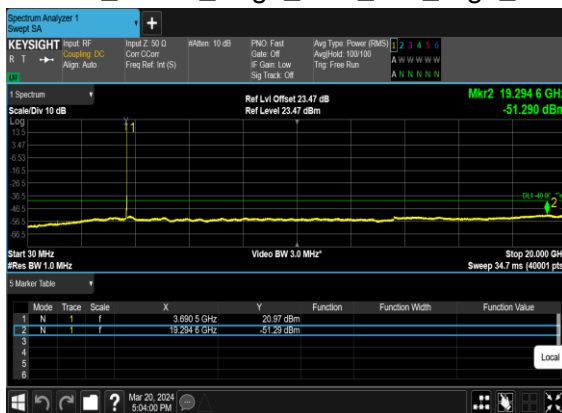 Spectrum Analyzer 1
Swept SA
+
KEYSIGHT Input: RF Input Z: 50 Ω #Atten: 10 dB PNO: Fast Avg Type: Power (RMS) 1 2 3 4 5 6
R T Coupling: DC Corr CCorr Gate: Off Avg|Hold: 100/100 A W W W W W
Align: Auto Freq Ref: Int (S) IF Gain: Low Trig: Free Run A N N N N N
Sig Track: Off
1 Spectrum
Ref Lvl Offset 23.47 dB Mkr2 19.294 6 GHz
Scale/Div 10 dB Ref Level 23.47 dBm -51.290 dBm
Log
13.5
3.47
-6.53
-16.5
-26.5
-36.5
-46.5
-56.5
-66.5
1
2
Start 30 MHz Video BW 3.0 MHz* Stop 20.000 GH
#Res BW 1.0 MHz Sweep 34.7 ms (40001 pts
5 Marker Table
Mode Trace Scale X Y Function Function Width Function Value
1 N 1 f 3.690 5 GHz 20.97 dBm
2 N 1 f 19.294 6 GHz -51.29 dBm
3
4
5
6
Local
? Mar 20, 2024
5:04:00 PM